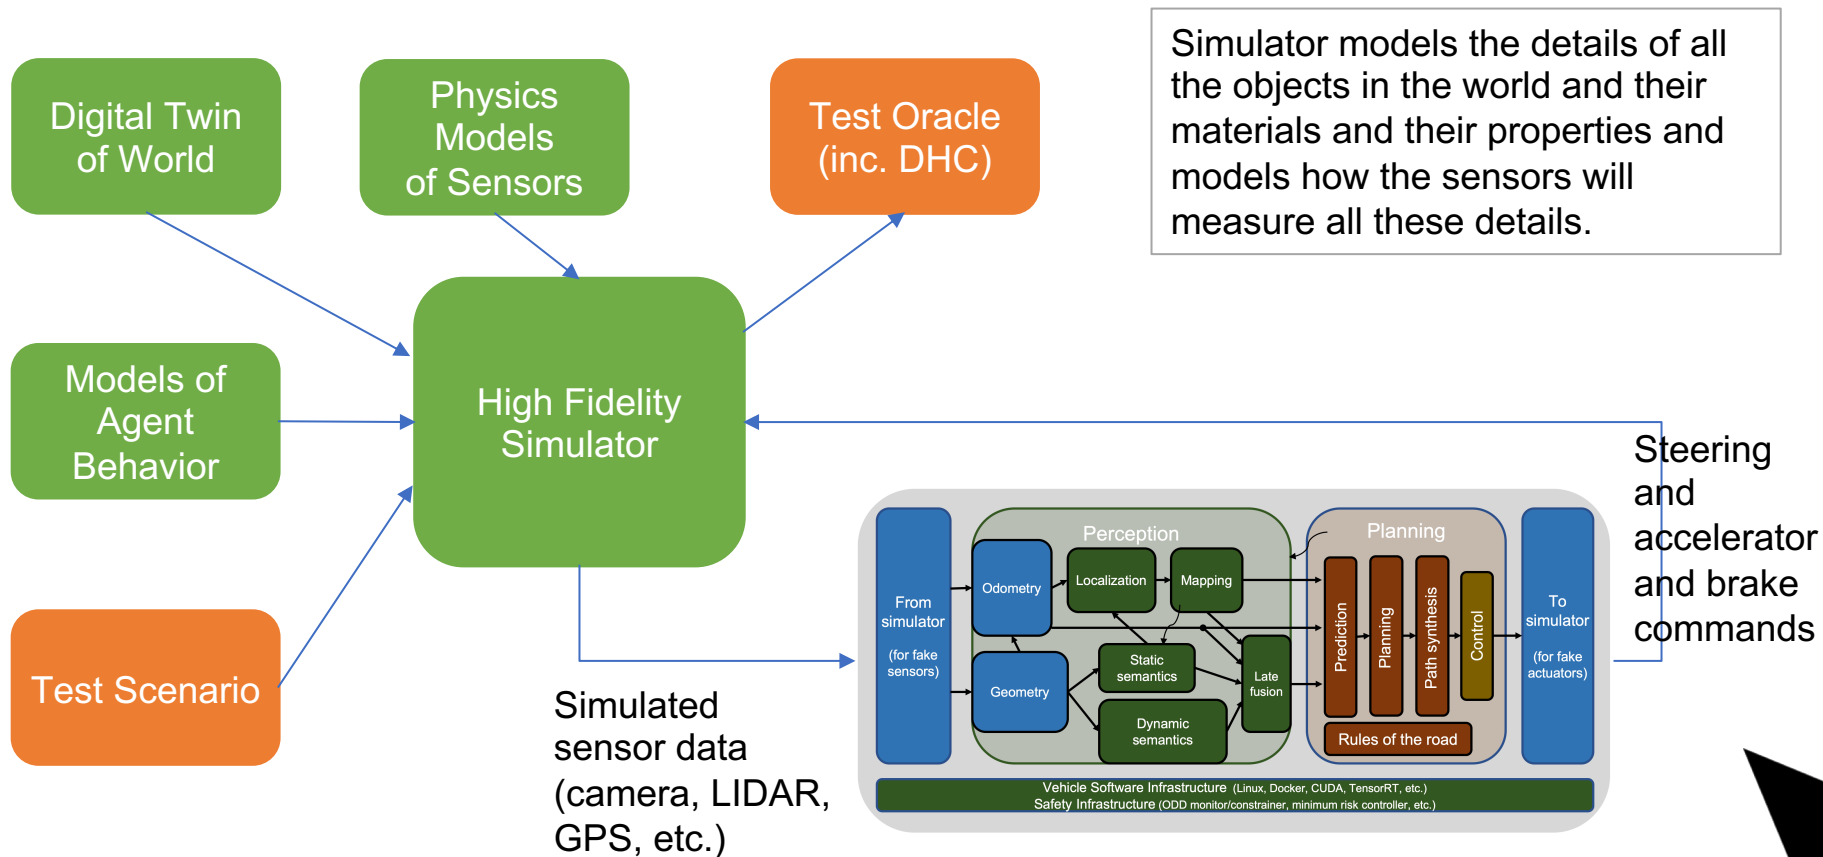 Digital Twin
of World
Physics
Models
of Sensors
Test Oracle
(inc. DHC)
Simulator models the details of all
the objects in the world and their
materials and their properties and
models how the sensors will
measure all these details.
Models of
Agent
Behavior
High Fidelity
Simulator
Test Scenario
Simulated
sensor data
(camera, LIDAR,
GPS, etc.)
From
simulator
(for fake
sensors)
Perception
Odometry
Localization
Mapping
Geometry
Static
semantics
Dynamic
semantics
Late
fusion
Planning
Prediction
Planning
Path synthesis
Control
Rules of the road
To
simulator
(for fake
actuators)
Vehicle Software Infrastructure (Linux, Docker, CUDA, TensorRT, etc.)
Safety Infrastructure (ODD monitor/constrainer, minimum risk controller, etc.)
Steering
and
accelerator
and brake
commands